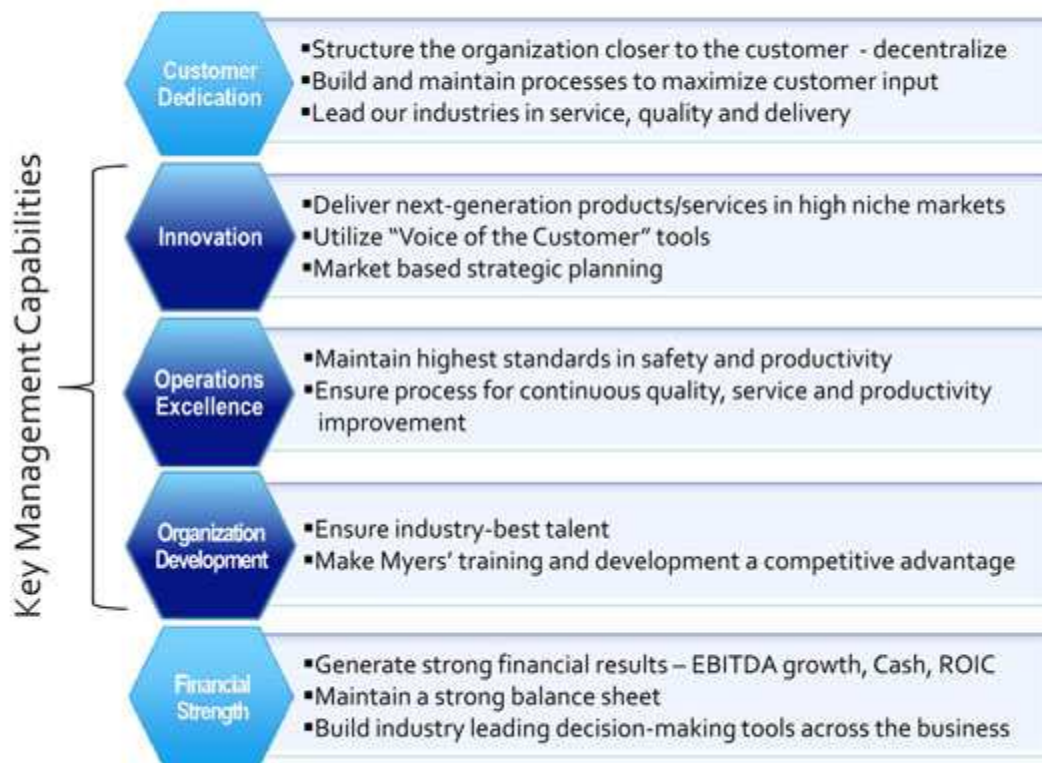 Key Management Capabilities
Customer
Dedication
▪Structure the organization closer to the customer - decentralize
▪Build and maintain processes to maximize customer input
▪Lead our industries in service, quality and delivery
Innovation
▪Deliver next-generation products/services in high niche markets
▪Utilize “Voice of the Customer” tools
▪Market based strategic planning
Operations
Excellence
▪Maintain highest standards in safety and productivity
▪Ensure process for continuous quality, service and productivity
improvement
Organization
Development
▪Ensure industry-best talent
▪Make Myers’ training and development a competitive advantage
Financial
Strength
▪Generate strong financial results – EBITDA growth, Cash, ROIC
▪Maintain a strong balance sheet
▪Build industry leading decision-making tools across the business